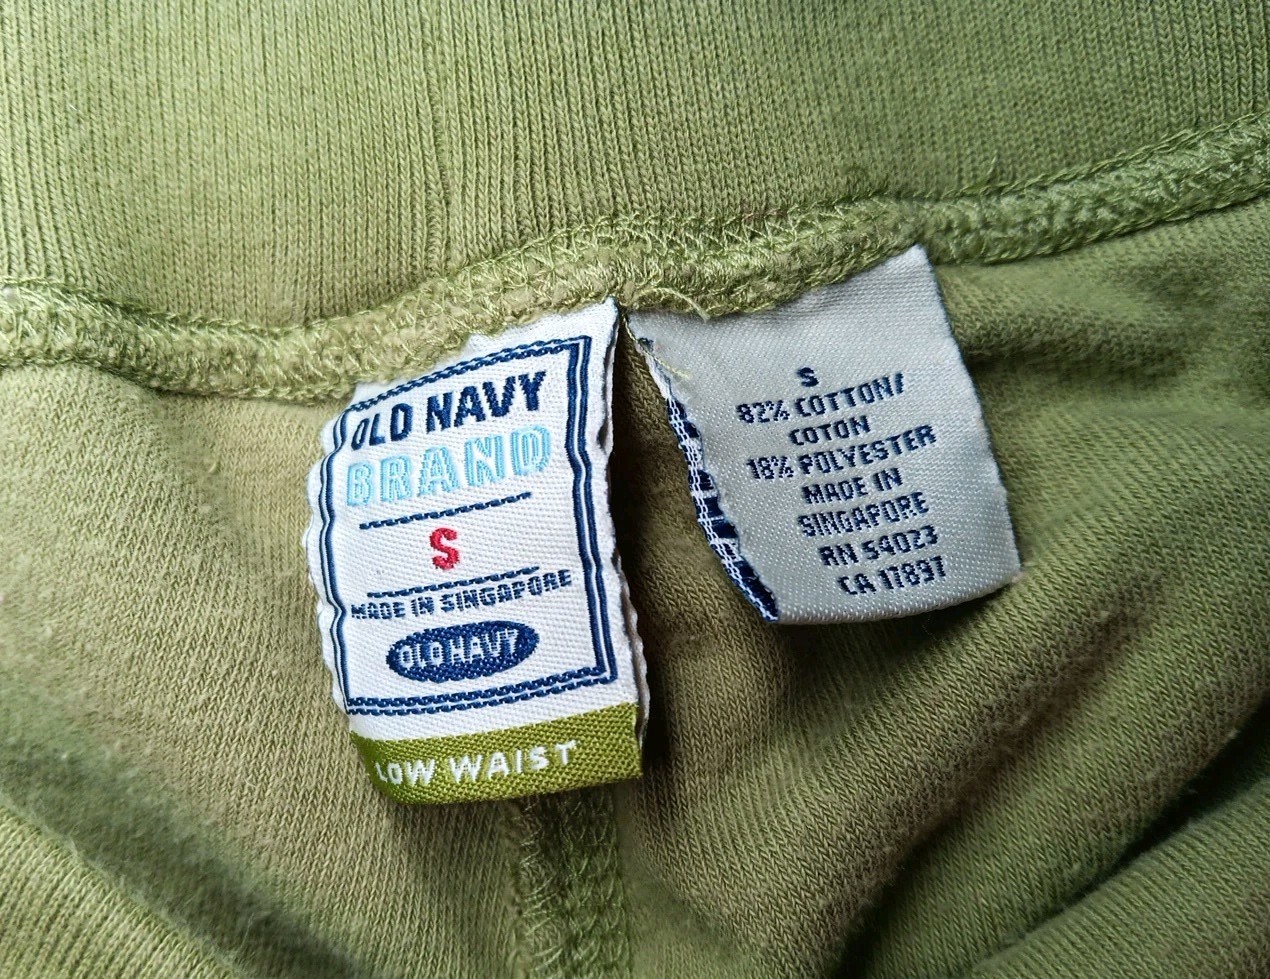 OLD NAVY
BRAND
S
MADE IN SINGAPORE
OLD NAVY
LOW WAIST
S
82% COTTON/
COTON
18% POLYESTER
MADE IN
SINGAPORE
RN 54023
CA 17897